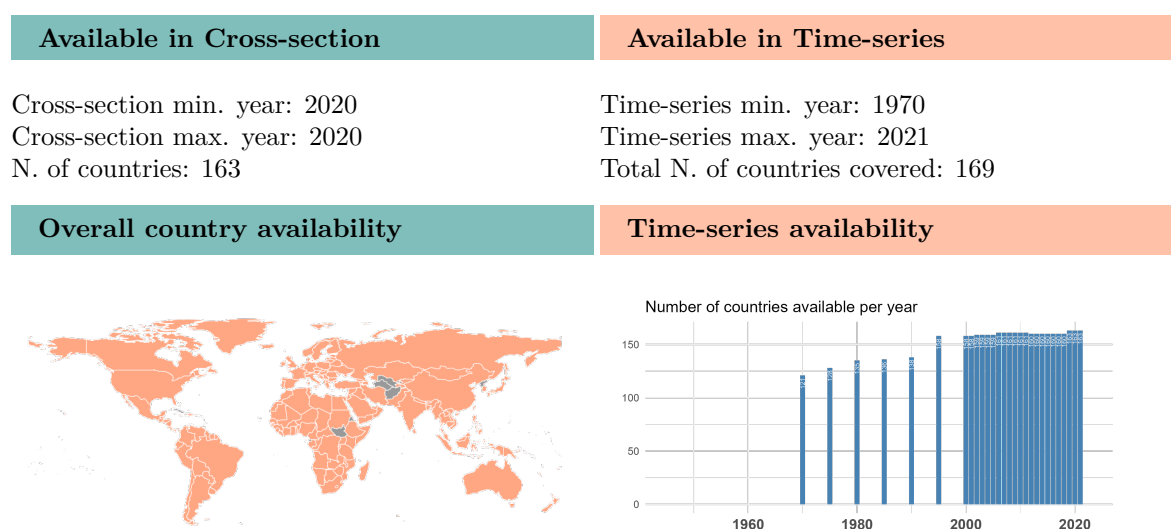 Available in Cross-section
Available in Time-series
Cross-section min. year: 2020
Cross-section max. year: 2020
N. of countries: 163
Time-series min. year: 1970
Time-series max. year: 2021
Total N. of countries covered: 169
Overall country availability
Time-series availability
Number of countries available per year
150
100
50
0
1960
1980
2000
2020